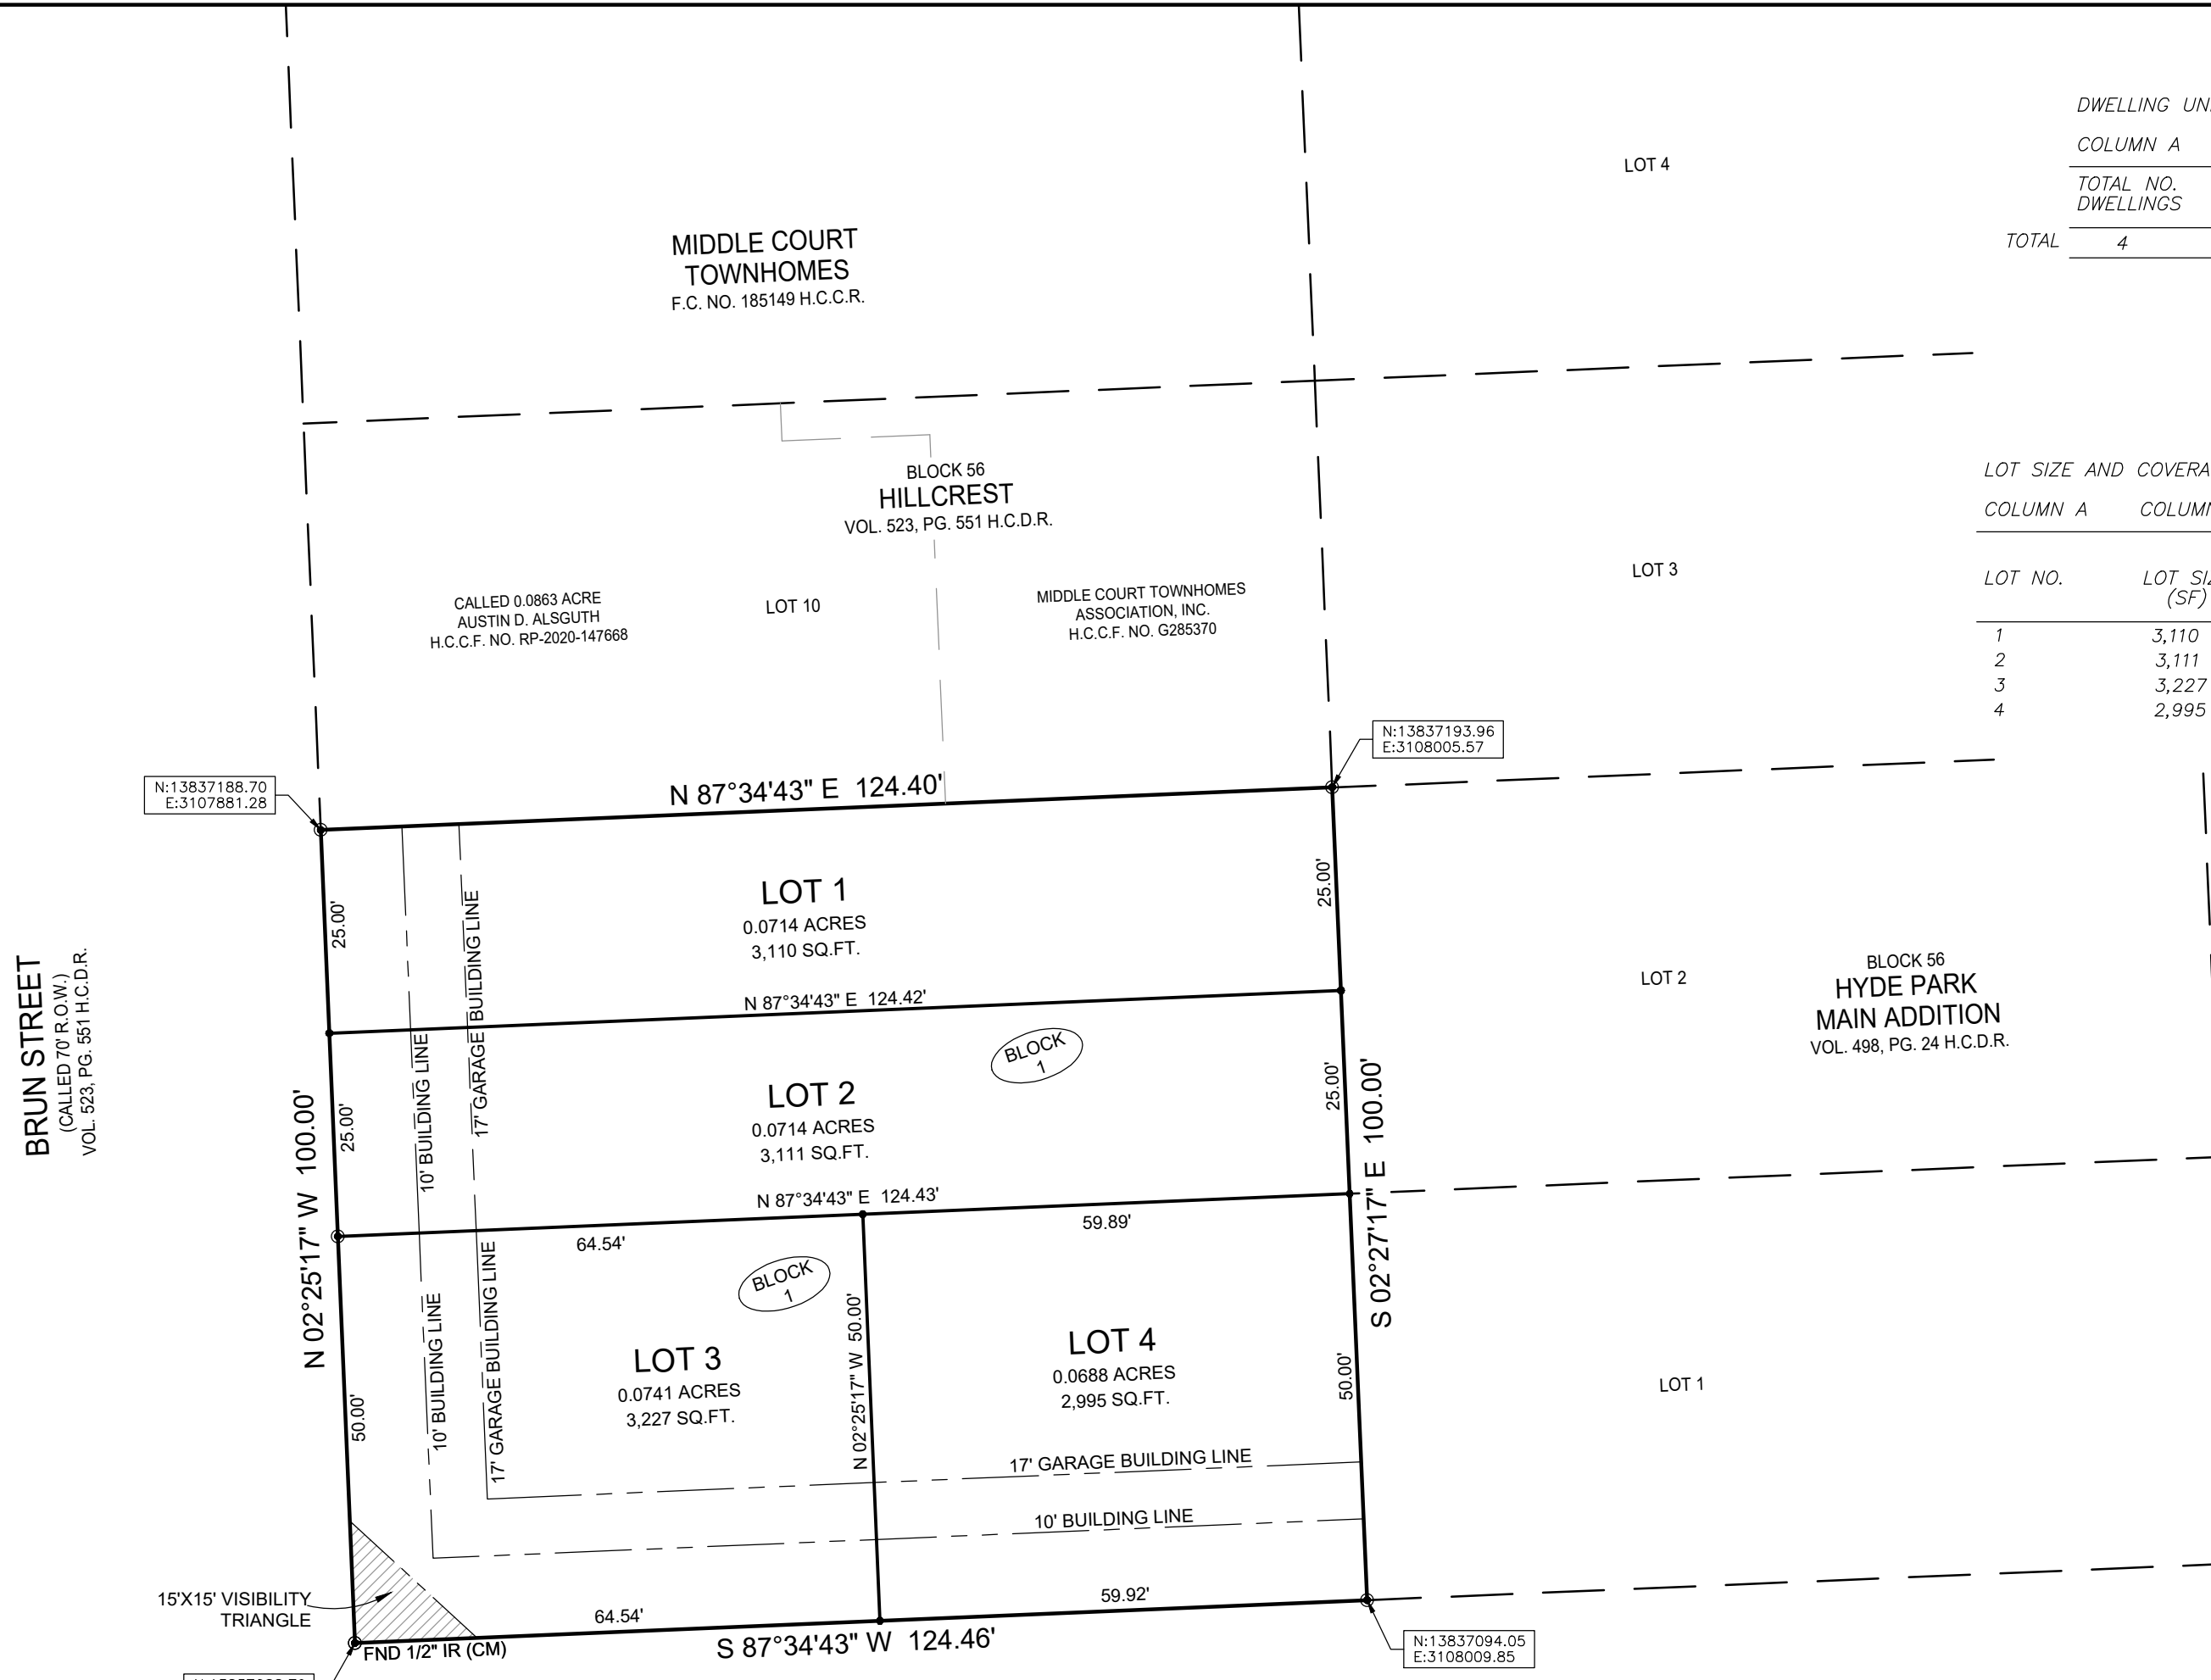 DWELLING UN
COLUMN A
TOTAL NO.
DWELLINGS
TOTAL 4
LOT 4
MIDDLE COURT
TOWNHOMES
F.C. NO. 185149 H.C.C.R.
BLOCK 56
HILLCREST
VOL. 523, PG. 551 H.C.D.R.
CALLED 0.0863 ACRE
AUSTIN D. ALSGUTH
H.C.C.F. NO. RP-2020-147668
LOT 10
MIDDLE COURT TOWNHOMES
ASSOCIATION, INC.
H.C.C.F. NO. G285370
LOT 3
LOT SIZE AND COVERA
COLUMN A COLUMN
LOT NO. LOT SIZ
(SF)
1 3,110
2 3,111
3 3,227
4 2,995
N:13837193.96
E:3108005.57
N:13837188.70
E:3107881.28
N 87°34'43" E 124.40'
25.00'
25.00'
17' GARAGE BUILDING LINE
LOT 1
0.0714 ACRES
3,110 SQ.FT.
N 87°34'43" E 124.42'
BRUN STREET
(CALLED 70' R.O.W.)
VOL. 523, PG. 551 H.C.D.R.
LOT 2
BLOCK 56
HYDE PARK
MAIN ADDITION
VOL. 498, PG. 24 H.C.D.R.
N 02°25'17" W 100.00'
25.00'
10' BUILDING LINE
LOT 2
0.0714 ACRES
3,111 SQ.FT.
BLOCK
1
25.00'
S 02°27'17" E 100.00'
N 87°34'43" E 124.43'
64.54'
59.89'
50.00'
10' BUILDING LINE
17' GARAGE BUILDING LINE
BLOCK
1
LOT 3
0.0741 ACRES
3,227 SQ.FT.
N 02°25'17" W 50.00'
LOT 4
0.0688 ACRES
2,995 SQ.FT.
50.00'
LOT 1
17' GARAGE BUILDING LINE
10' BUILDING LINE
15'X15' VISIBILITY
TRIANGLE
64.54'
59.92'
FND 1/2" IR (CM)
S 87°34'43" W 124.46'
N:13837094.05
E:3108009.85